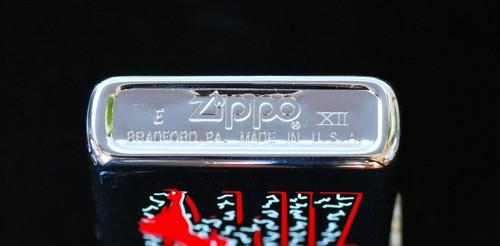 E Zippo® XII
BRADFORD, PA. MADE IN U.S.A.